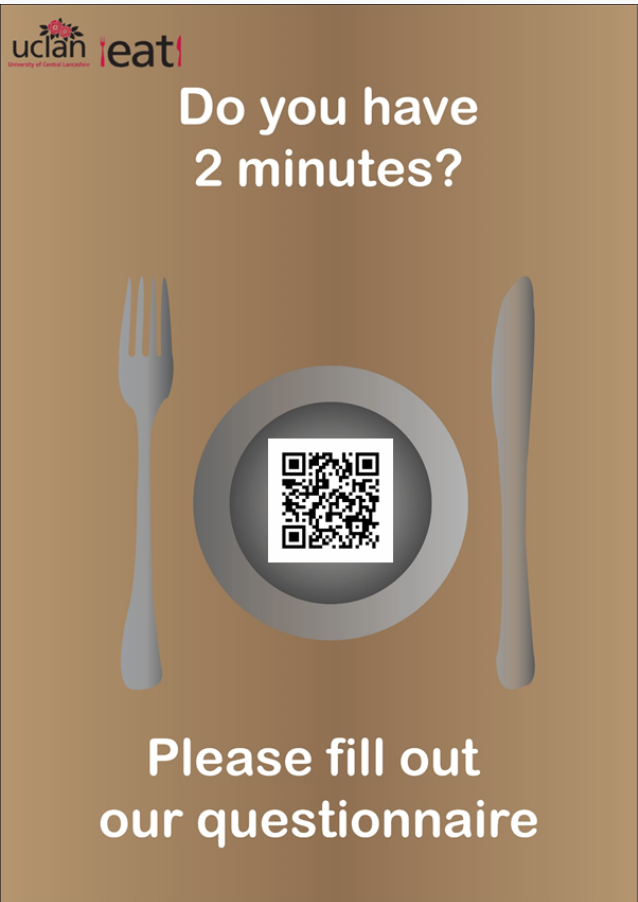 uclan
University of Central Lancashire
eat
Do you have
2 minutes?
Please fill out
our questionnaire